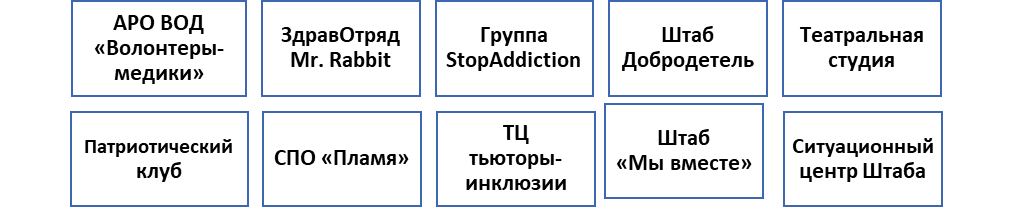 АРО ВОД
«Волонтеры-
медики»
ЗдравОтряд
Mr. Rabbit
Группа
StopAddiction
Штаб
Добродетель
Театральная
студия
Патриотический
клуб
СПО «Пламя»
ТЦ
тьюторы-
инклюзии
Штаб
«Мы вместе»
Ситуационный
центр Штаба